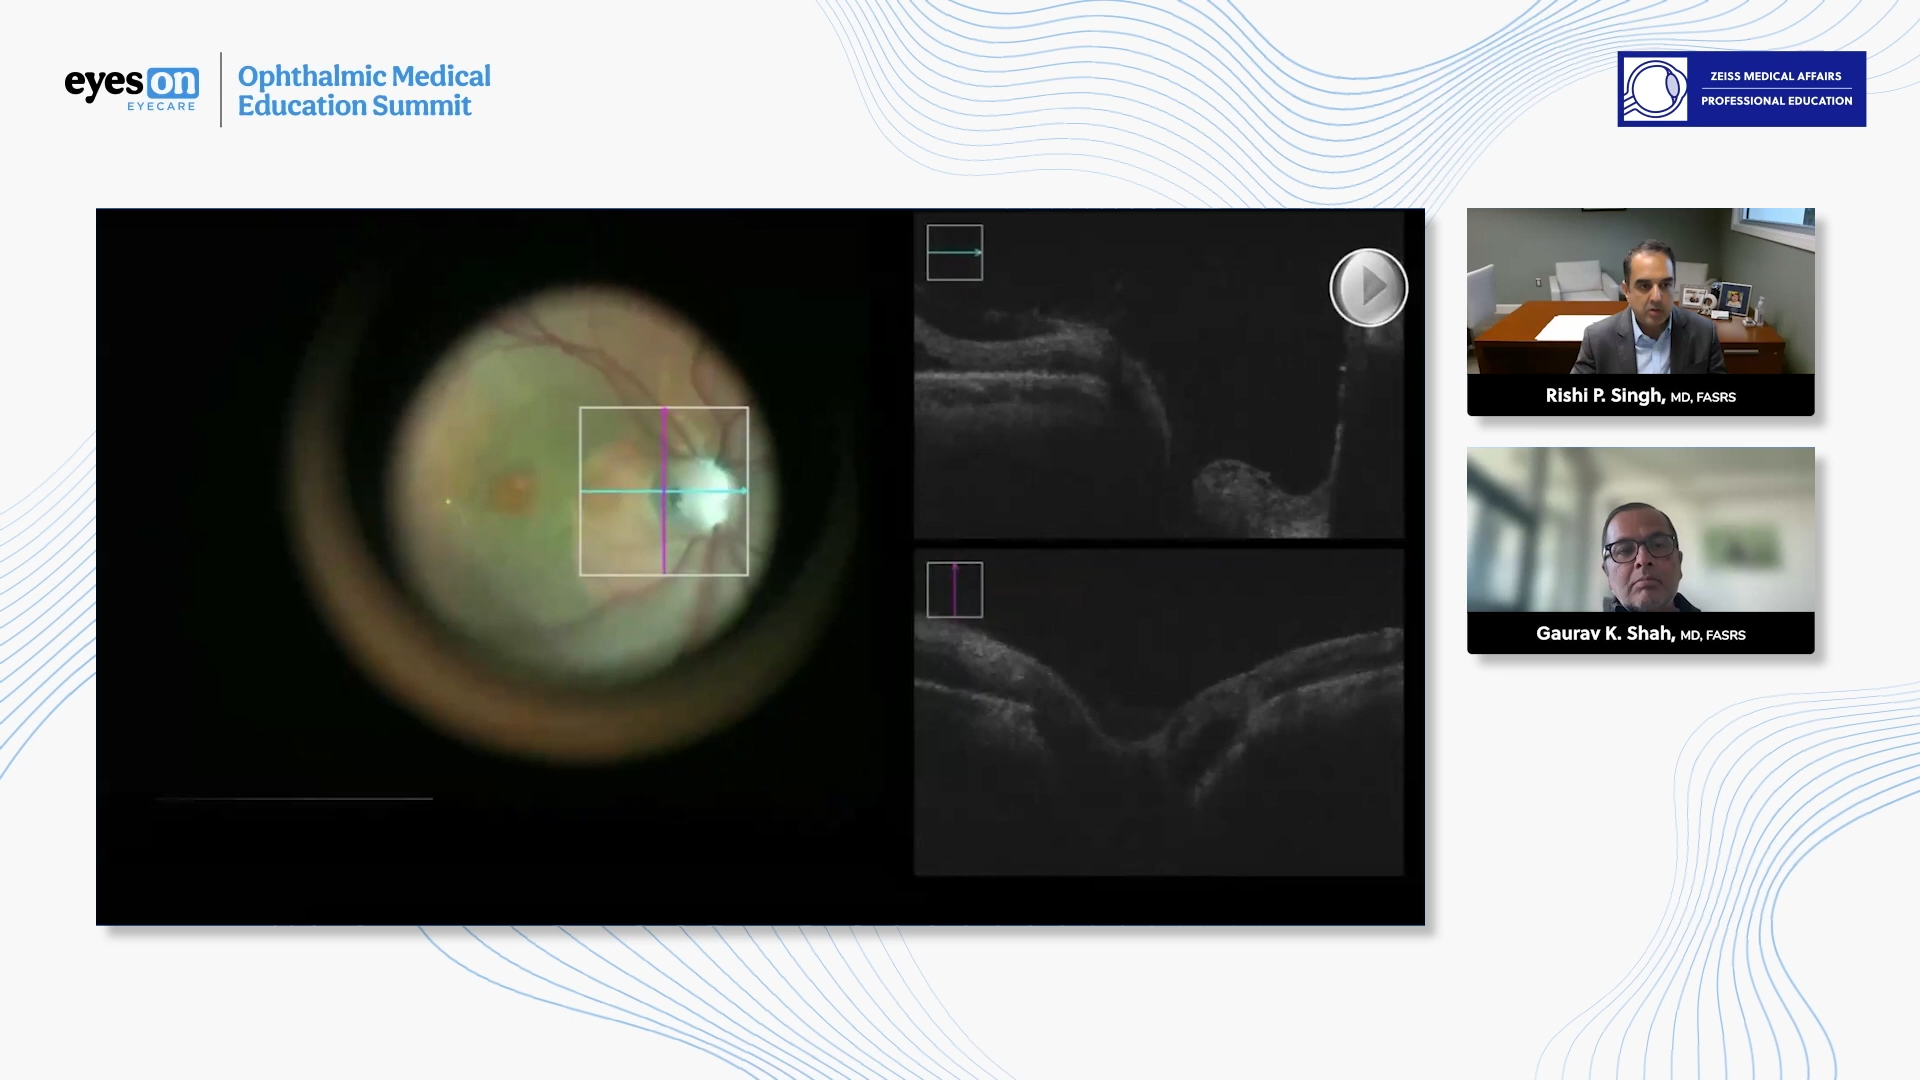 eyes on
EYECARE
Ophthalmic Medical
Education Summit
ZEISS MEDICAL AFFAIRS
PROFESSIONAL EDUCATION
Rishi P. Singh, MD, FASRS
Gaurav K. Shah, MD, FASRS